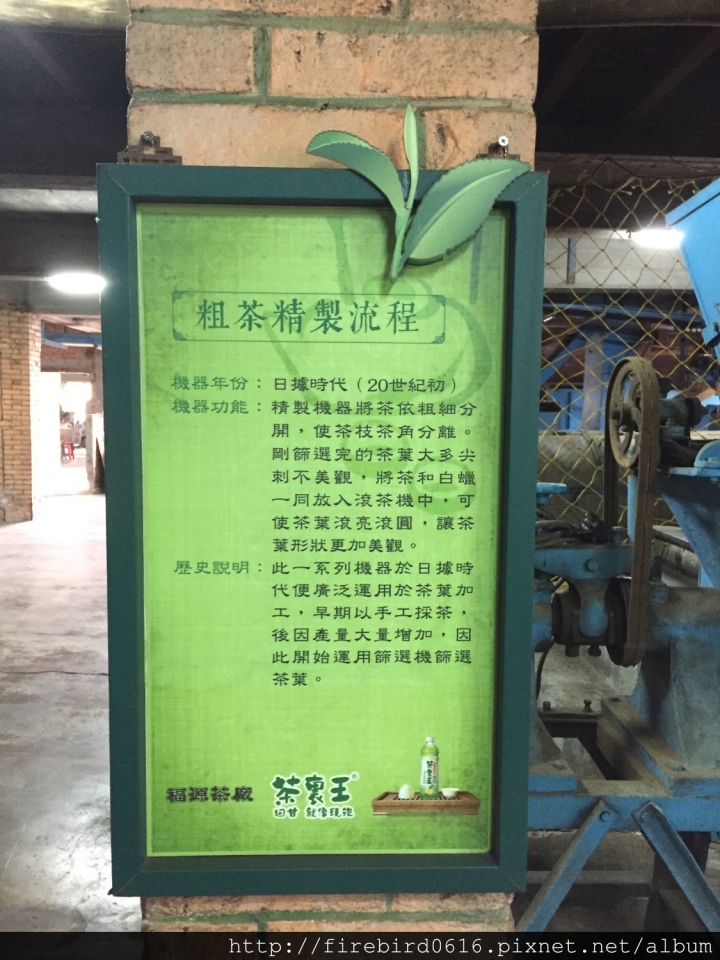 粗茶精製流程
機器年份：日據時代（20世紀初）
機器功能：精製機器將茶依粗細分
開，使茶枝茶角分離。
剛篩選完的茶葉大多尖
刺不美觀，將茶和白蠟
一同放入滾茶機中，可
使茶葉滾亮滾圓，讓茶
葉形狀更加美觀。
歷史說明：此一系列機器於日據時
代便廣泛運用於茶葉加
工，早期以手工採茶，
後因產量大量增加，因
此開始運用篩選機篩選
茶葉。
福源茶廠
茶裏王®
回甘 就像現泡
茶裏王
http://firebird0616.pixnet.net/album